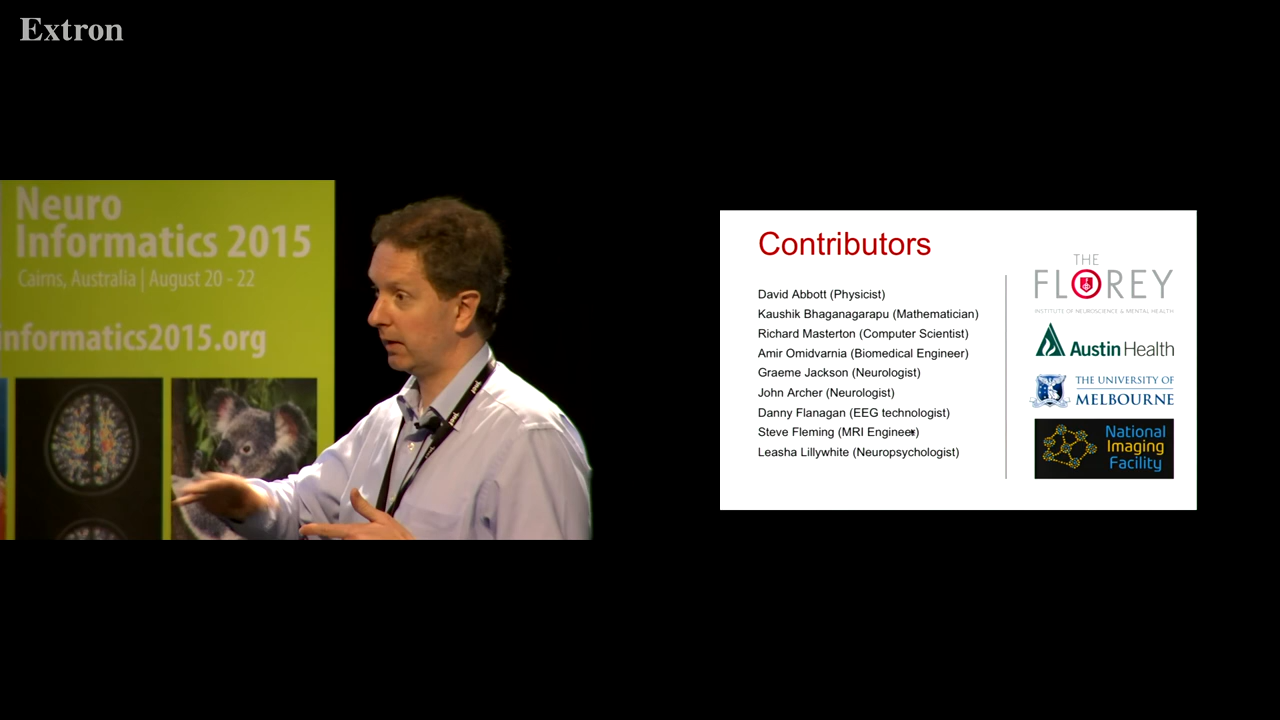 Extron
Neuro
Informatics 2015
Cairns, Australia | August 20 - 22
informatics2015.org
Contributors
David Abbott (Physicist)
Kaushik Bhaganagarapu (Mathematician)
Richard Masterton (Computer Scientist)
Amir Omidvarnia (Biomedical Engineer)
Graeme Jackson (Neurologist)
John Archer (Neurologist)
Danny Flanagan (EEG technologist)
Steve Fleming (MRI Engineer)
Leasha Lillywhite (Neuropsychologist)
THE
FLOREY
INSTITUTE OF NEUROSCIENCE & MENTAL HEALTH
Austin Health
THE UNIVERSITY OF
MELBOURNE
National
Imaging
Facility